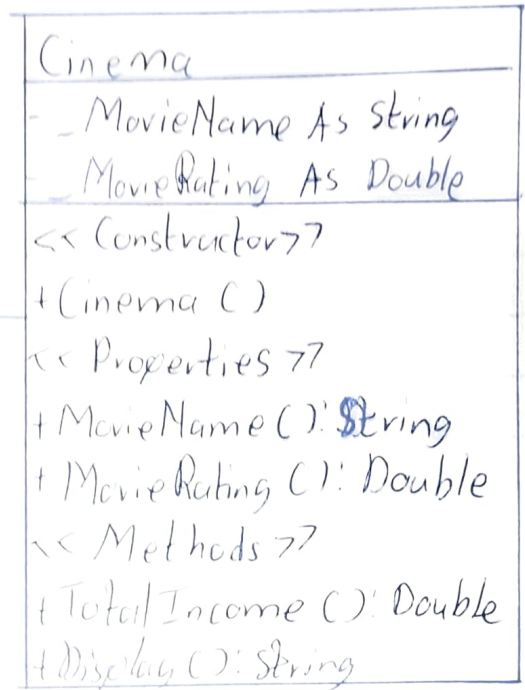 Cinema
- _MovieName As String
- _MovieRating As Double
<< Constructor >>
+ Cinema ()
<< Properties >>
+ MovieName (): String
+ MovieRating (): Double
<< Methods >>
+ TotalIncome (): Double
+ Display (): String